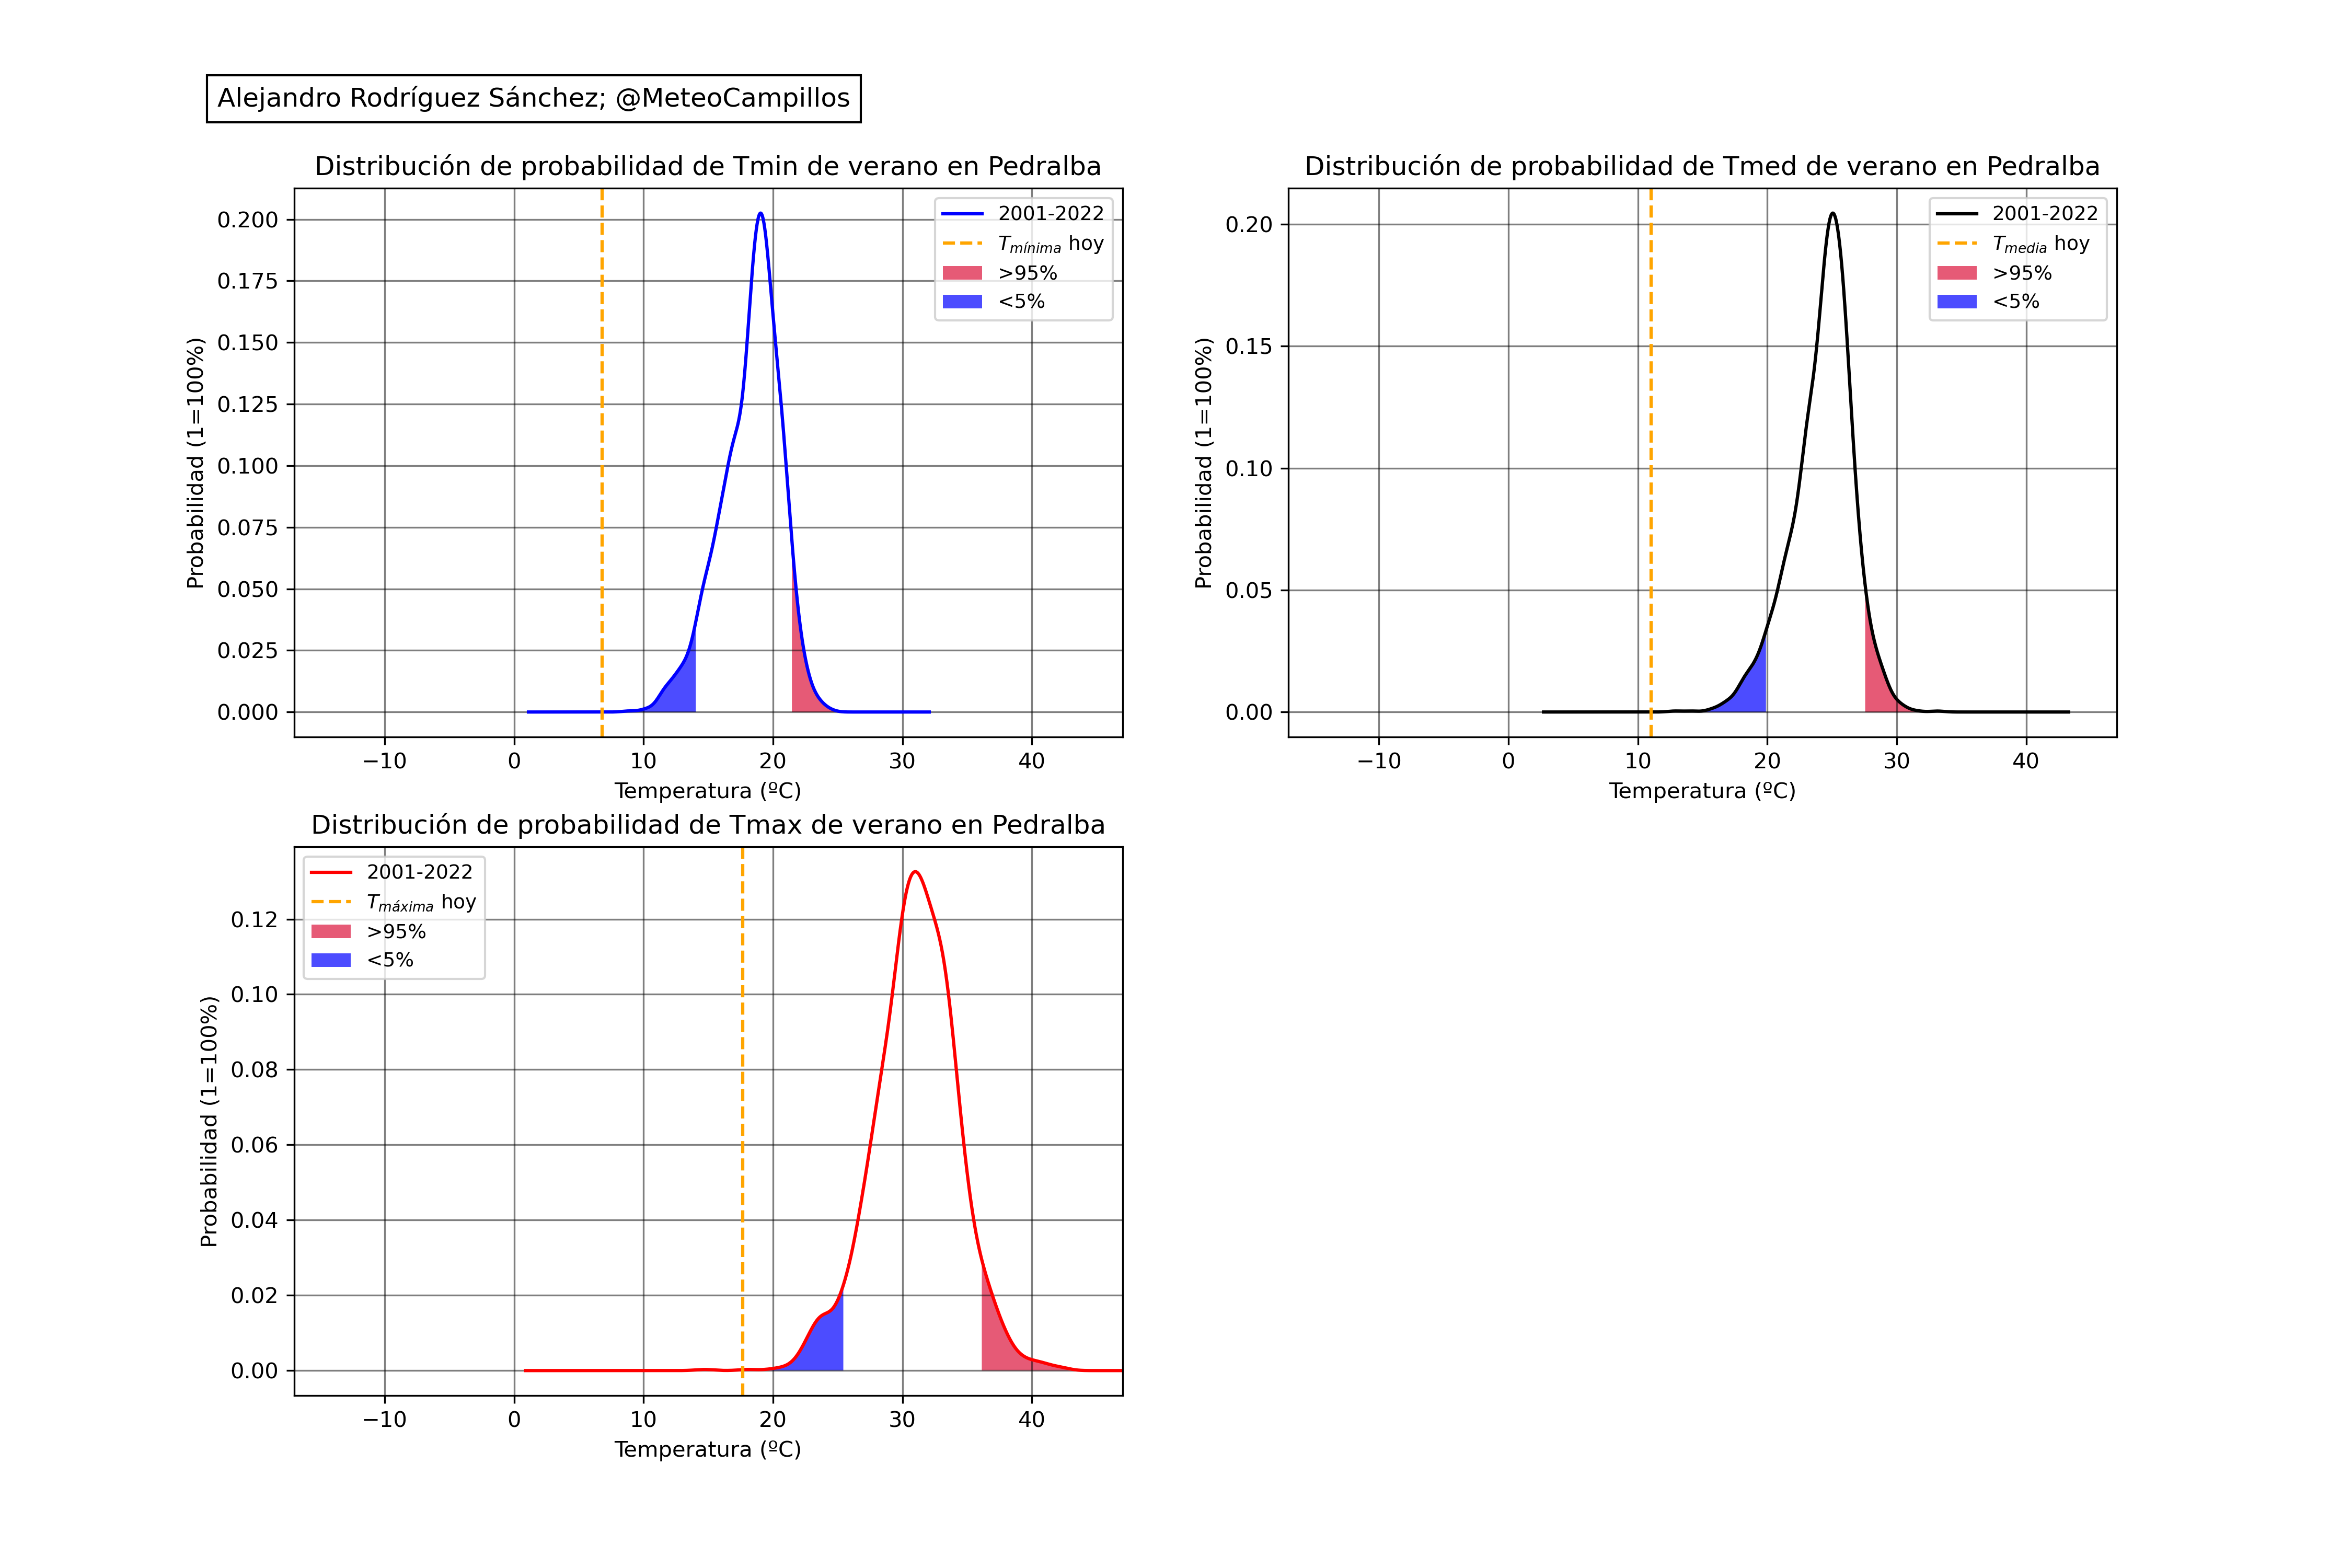 Alejandro Rodríguez Sánchez; @MeteoCampillos
Distribución de probabilidad de Tmin de verano en Pedralba
Probabilidad (1=100%)
0.200
0.175
0.150
0.125
0.100
0.075
0.050
0.025
0.000
2001-2022
Tmínima hoy
>95%
<5%
−10 0 10 20 30 40
Temperatura (ºC)
Distribución de probabilidad de Tmed de verano en Pedralba
Probabilidad (1=100%)
0.20
0.15
0.10
0.05
0.00
2001-2022
Tmedia hoy
>95%
<5%
−10 0 10 20 30 40
Temperatura (ºC)
Distribución de probabilidad de Tmax de verano en Pedralba
Probabilidad (1=100%)
0.12
0.10
0.08
0.06
0.04
0.02
0.00
2001-2022
Tmáxima hoy
>95%
<5%
−10 0 10 20 30 40
Temperatura (ºC)